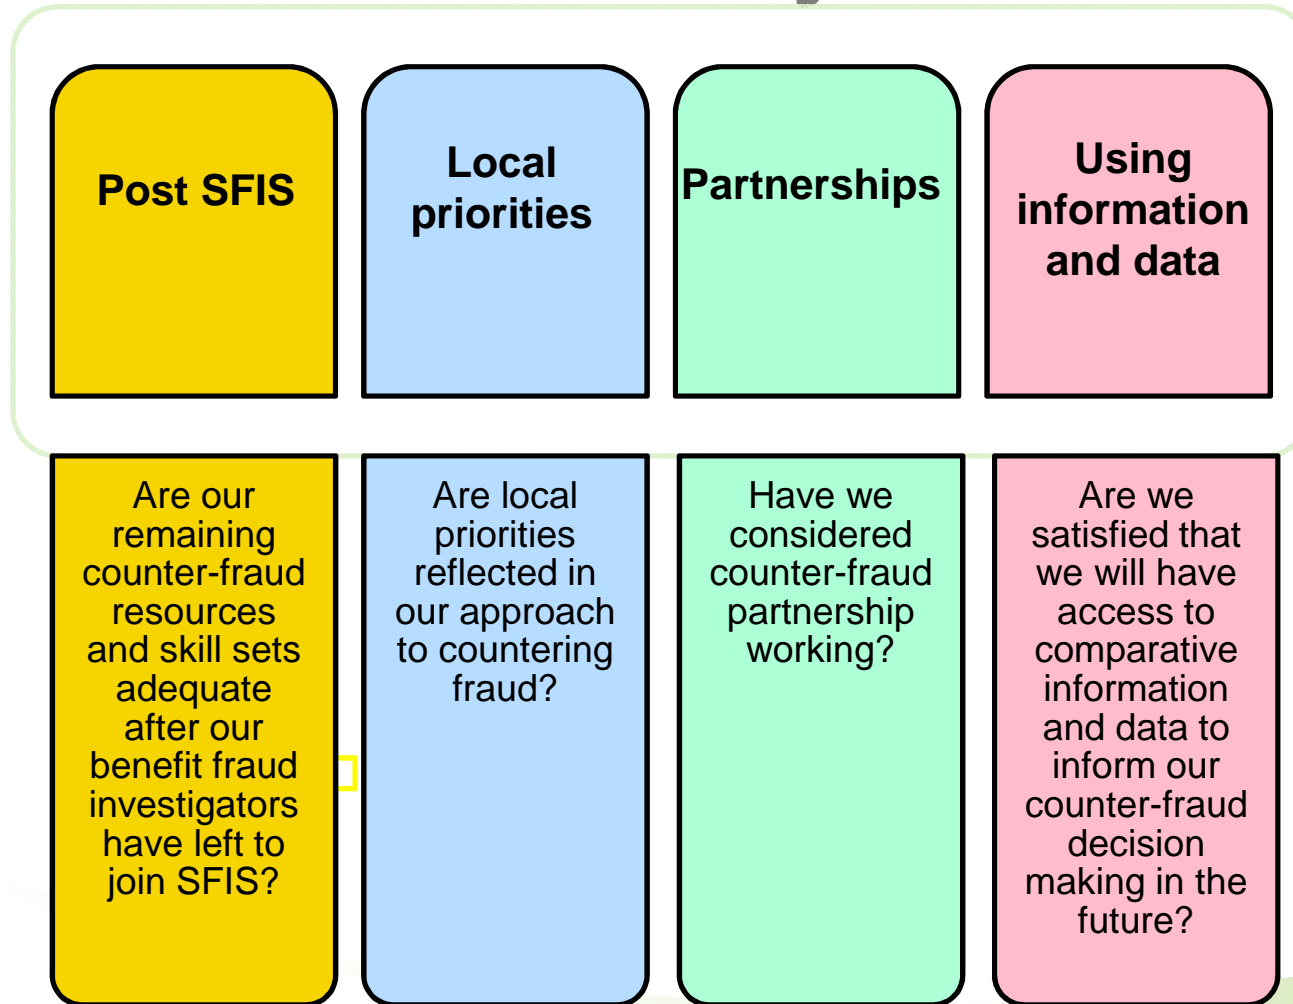 Post SFIS
Local
priorities
Partnerships
Using
information
and data
Are our
remaining
counter-fraud
resources
and skill sets
adequate
after our
benefit fraud
investigators
have left to
join SFIS?
Are local
priorities
reflected in
our approach
to countering
fraud?
Have we
considered
counter-fraud
partnership
working?
Are we
satisfied that
we will have
access to
comparative
information
and data to
inform our
counter-fraud
decision
making in the
future?